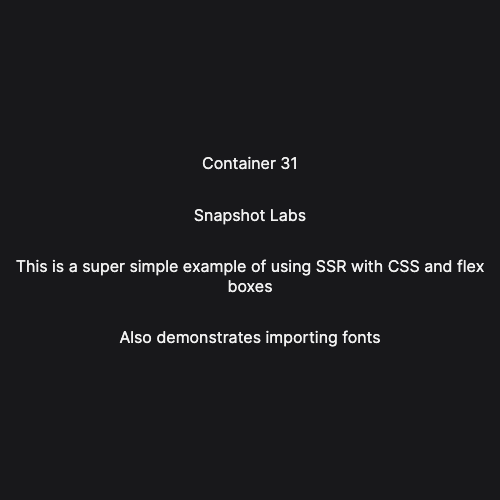 Container 31
Snapshot Labs
This is a super simple example of using SSR with CSS and flex
boxes
Also demonstrates importing fonts